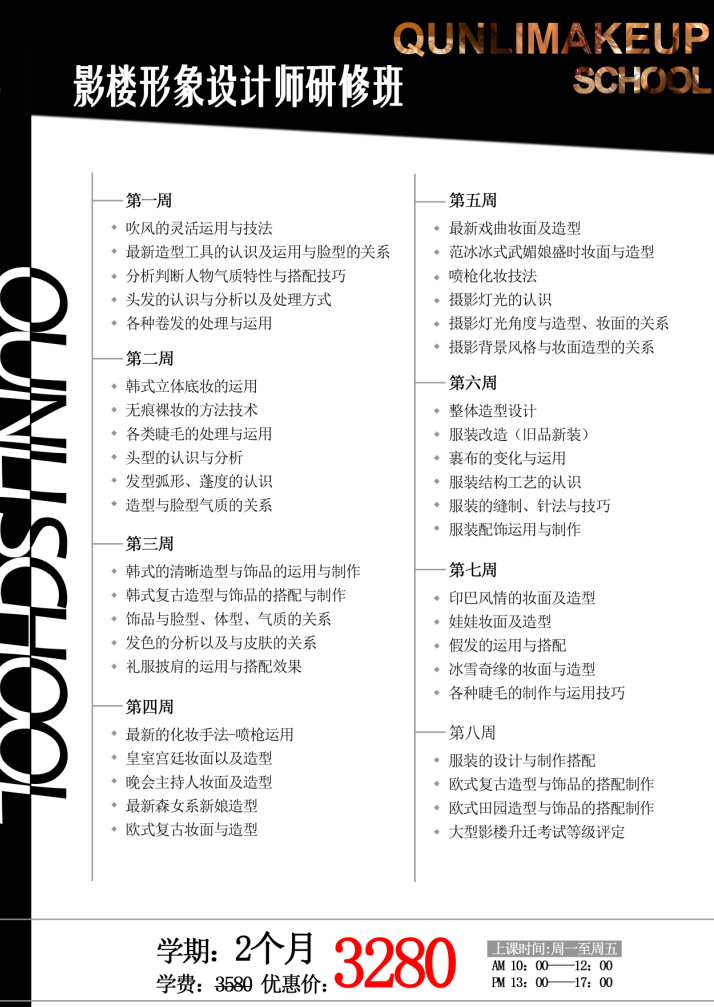 QUNLIMAKEUP
SCHOOL
影楼形象设计师研修班
QUNLISCHOOL
第一周
吹风的灵活运用与技法
最新造型工具的认识及运用与脸型的关系
分析判断人物气质特性与搭配技巧
头发的认识与分析以及处理方式
各种卷发的处理与运用
第二周
韩式立体底妆的运用
无痕裸妆的方法技术
各类睫毛的处理与运用
头型的认识与分析
发型弧形、蓬度的认识
造型与脸型气质的关系
第三周
韩式的清晰造型与饰品的运用与制作
韩式复古造型与饰品的搭配与制作
饰品与脸型、体型、气质的关系
发色的分析以及与皮肤的关系
礼服披肩的运用与搭配效果
第四周
最新的化妆手法-喷枪运用
皇室宫廷妆面以及造型
晚会主持人妆面及造型
最新森女系新娘造型
欧式复古妆面与造型
第五周
最新戏曲妆面及造型
范冰冰式武媚娘盛时妆面与造型
喷枪化妆技法
摄影灯光的认识
摄影灯光角度与造型、妆面的关系
摄影背景风格与妆面造型的关系
第六周
整体造型设计
服装改造（旧品新装）
裹布的变化与运用
服装结构工艺的认识
服装的缝制、针法与技巧
服装配饰运用与制作
第七周
印巴风情的妆面及造型
娃娃妆面及造型
假发的运用与搭配
冰雪奇缘的妆面与造型
各种睫毛的制作与运用技巧
第八周
服装的设计与制作搭配
欧式复古造型与饰品的搭配制作
欧式田园造型与饰品的搭配制作
大型影楼升迁考试等级评定
学期：2个月
学费：3580 优惠价：3280
上课时间:周一至周五
AM 10：00——12：00
PM 13：00——17：00